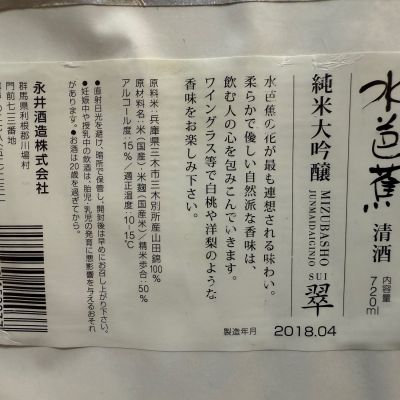 水芭蕉
清酒
内容量
720ml
純米大吟醸
MIZUBASHO
JUNMAIDAIGINJO
SUI
翠
水芭蕉の花が最も連想される味わい。
柔らかで優しい自然派な香味は、
飲む人の心を包みこんでいきます。
ワイングラス等で白桃や洋梨のような
香味をお楽しみ下さい。
原料米:兵庫県三木市三木別所産山田錦100%
原材料名:米(国産)・米麹(国産米)/精米歩合:50%
アルコール度:15%/適正温度:10-15℃
●直射日光を避け、暗所で保管し、開封後は早めにお召し上がり下さい。
●妊娠中や授乳中の飲酒は、胎児・乳児の発育に悪影響を与えるおそれ
があります。●お酒は20歳を過ぎてから。
永井酒造株式会社
群馬県利根郡川場村
門前七一三番地
製造年月
2018.04